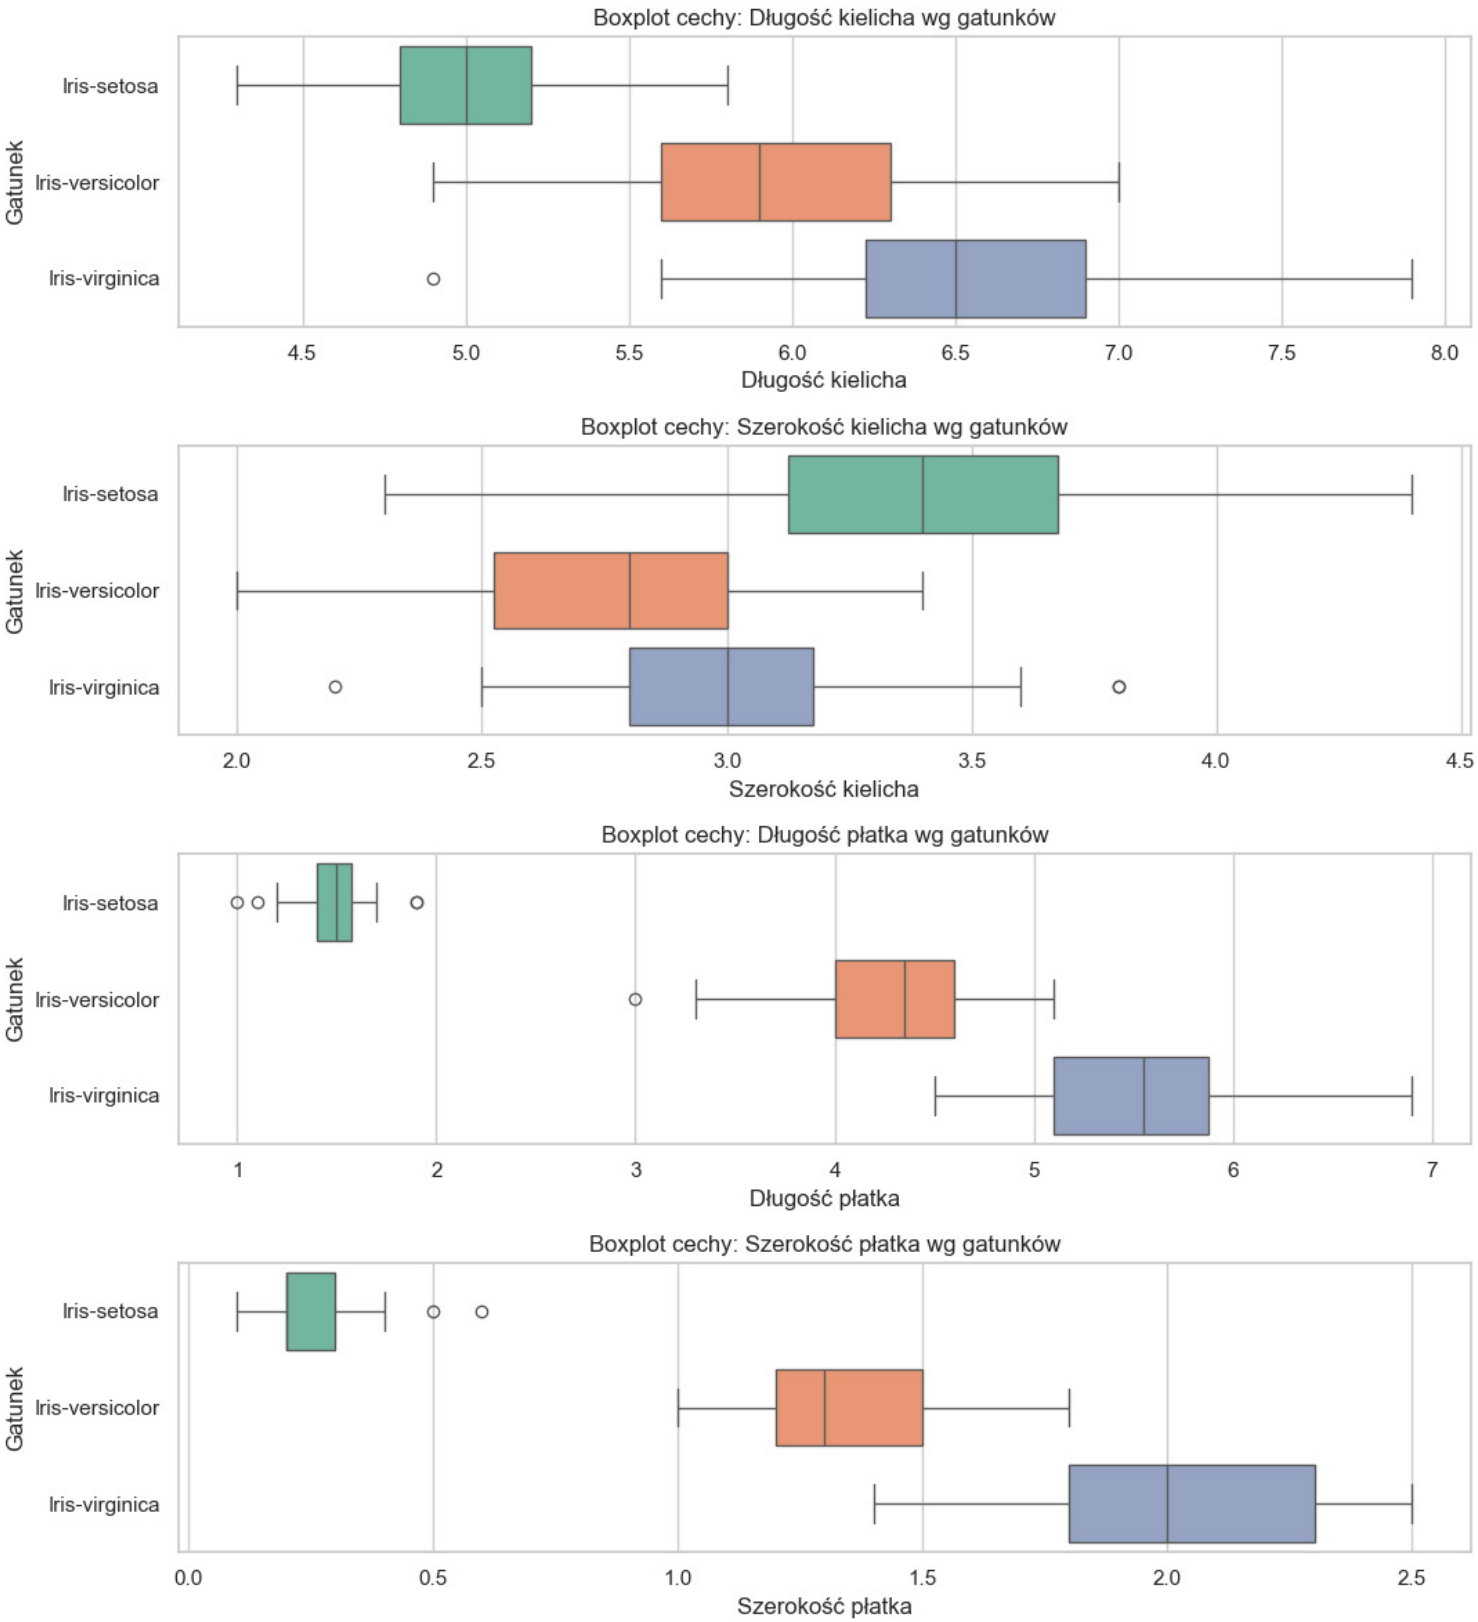 Boxplot cechy: Długość kielicha wg gatunków
Gatunek
Iris-setosa
Iris-versicolor
Iris-virginica
4.5 5.0 5.5 6.0 6.5 7.0 7.5 8.0
Długość kielicha
Boxplot cechy: Szerokość kielicha wg gatunków
Gatunek
Iris-setosa
Iris-versicolor
Iris-virginica
2.0 2.5 3.0 3.5 4.0 4.5
Szerokość kielicha
Boxplot cechy: Długość płatka wg gatunków
Gatunek
Iris-setosa
Iris-versicolor
Iris-virginica
1 2 3 4 5 6 7
Długość płatka
Boxplot cechy: Szerokość płatka wg gatunków
Gatunek
Iris-setosa
Iris-versicolor
Iris-virginica
0.0 0.5 1.0 1.5 2.0 2.5
Szerokość płatka